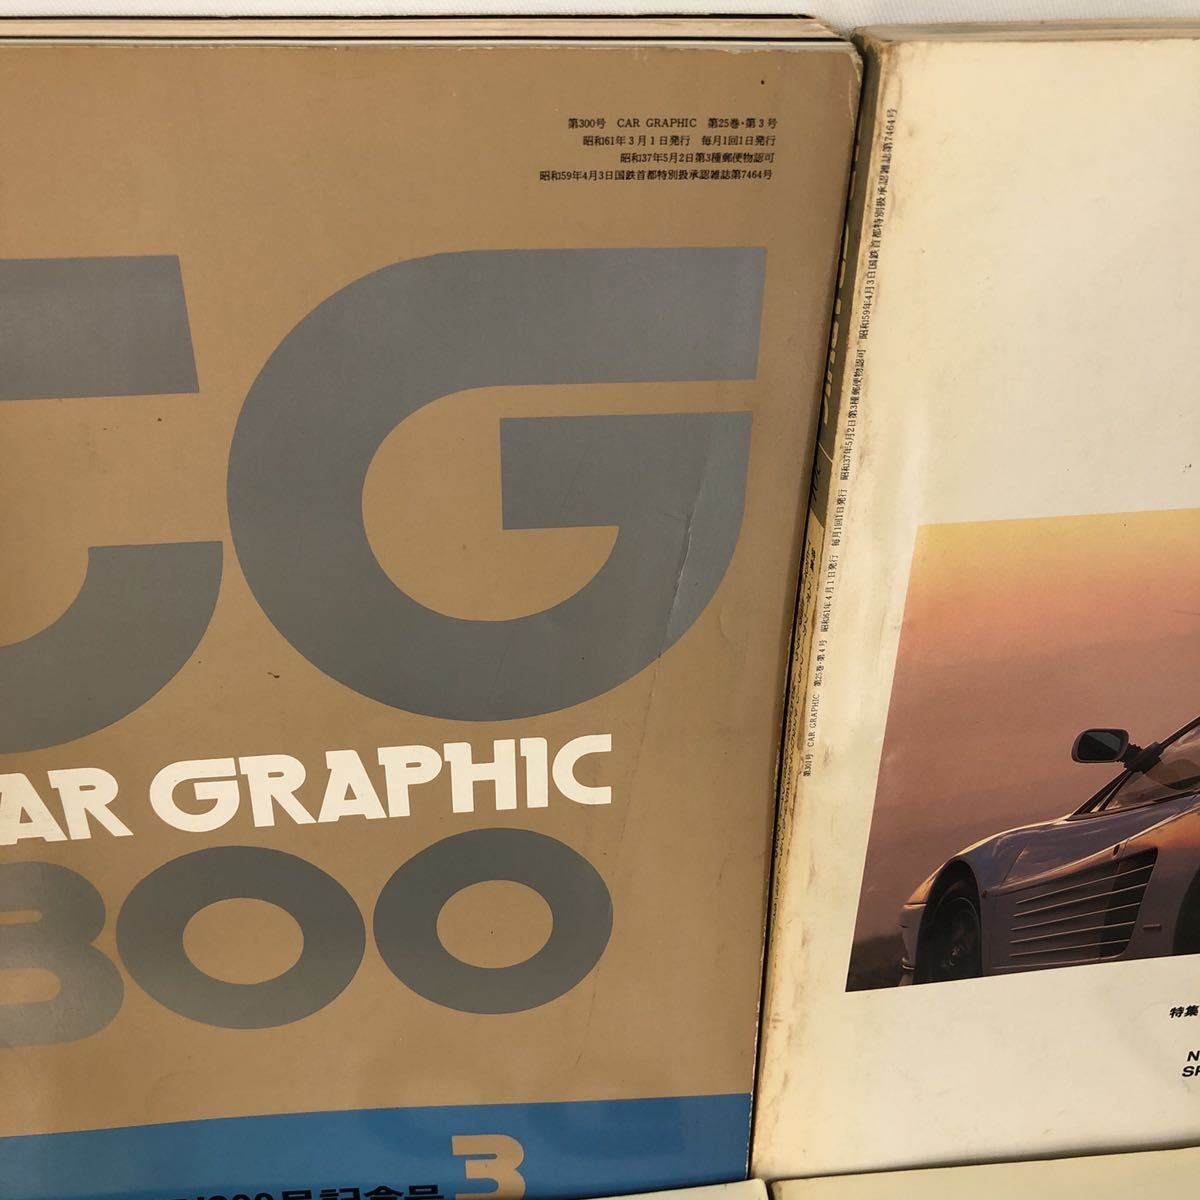 第300号 CAR GRAPHIC 第25巻・第3号
昭和61年3月1日発行 毎月1回1日発行
昭和37年5月2日第3種郵便物認可
昭和59年4月3日国鉄首都特別扱承認雑誌第7464号
CG
CAR GRAPHIC
300
300号記念号
3
第301号 CAR GRAPHIC 第25巻・第4号 昭和61年4月1日発行 毎月1回1日発行 昭和37年5月2日第3種郵便物認可 昭和59年4月3日国鉄首都特別扱承認雑誌第7464号
特集